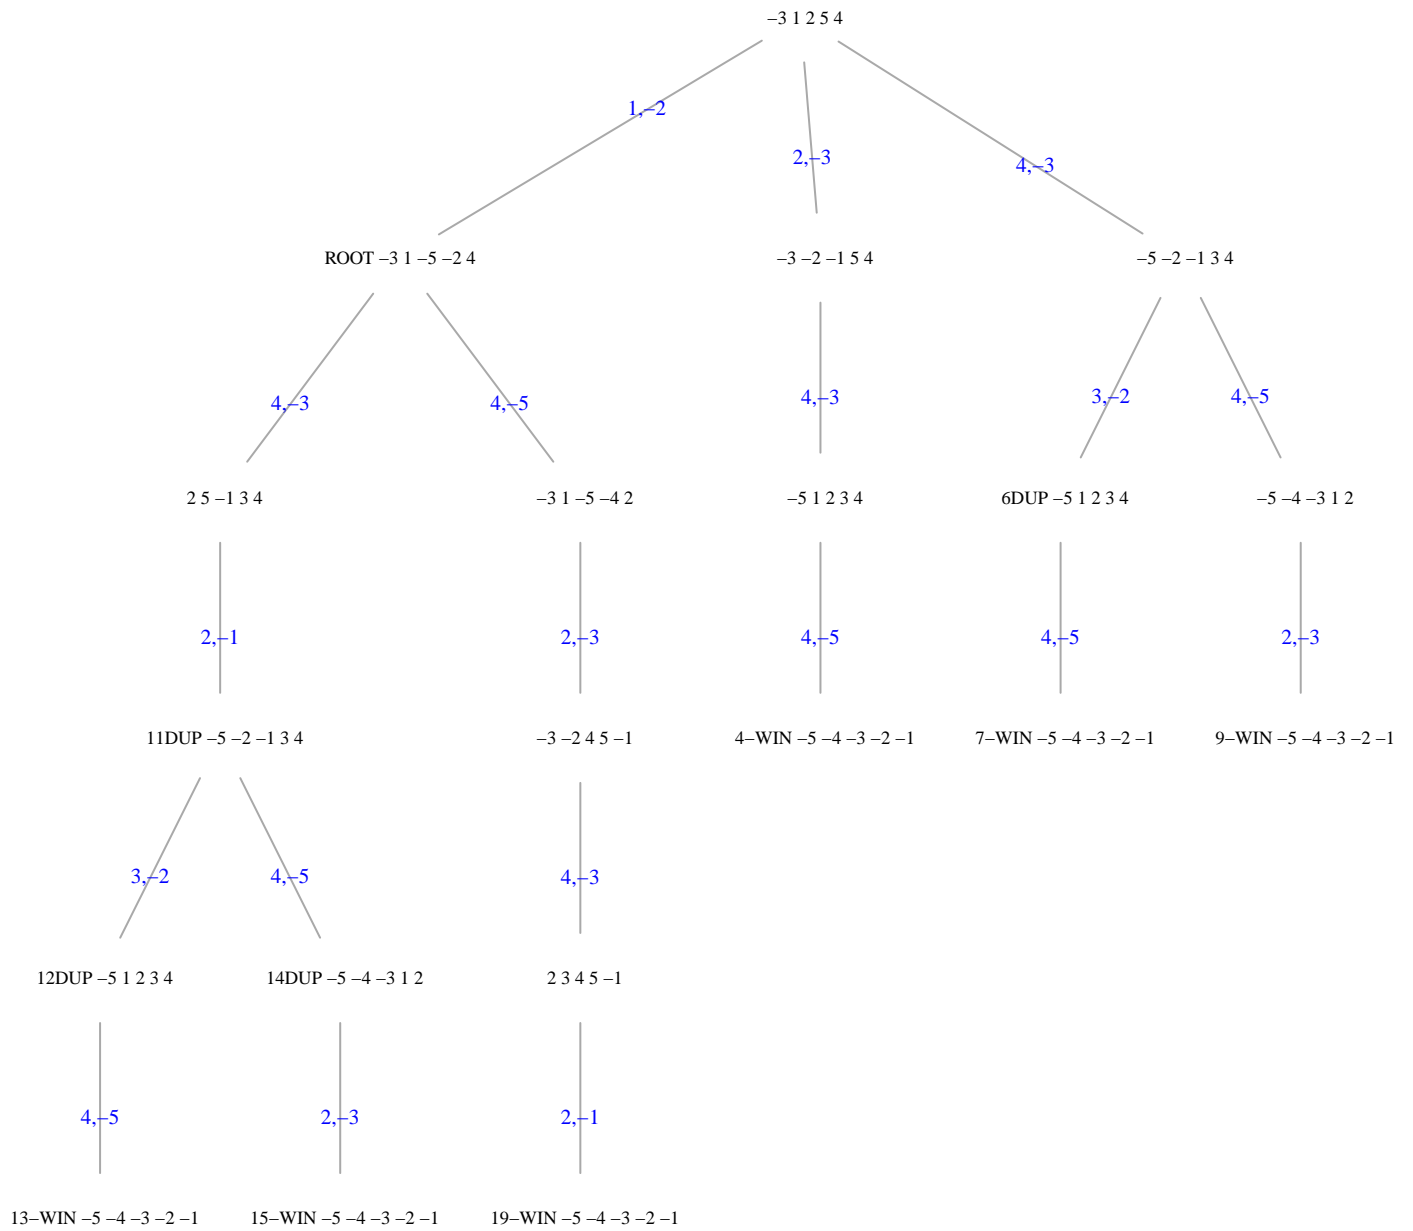 –3 1 2 5 4
1,–2
2,–3
4,–3
ROOT –3 1 –5 –2 4
–3 –2 –1 5 4
–5 –2 –1 3 4
4,–3
4,–5
4,–3
3,–2
4,–5
2 5 –1 3 4
–3 1 –5 –4 2
–5 1 2 3 4
6DUP –5 1 2 3 4
–5 –4 –3 1 2
2,–1
2,–3
4,–5
4,–5
2,–3
11DUP –5 –2 –1 3 4
–3 –2 4 5 –1
4–WIN –5 –4 –3 –2 –1
7–WIN –5 –4 –3 –2 –1
9–WIN –5 –4 –3 –2 –1
3,–2
4,–5
4,–3
12DUP –5 1 2 3 4
14DUP –5 –4 –3 1 2
2 3 4 5 –1
4,–5
2,–3
2,–1
13–WIN –5 –4 –3 –2 –1
15–WIN –5 –4 –3 –2 –1
19–WIN –5 –4 –3 –2 –1